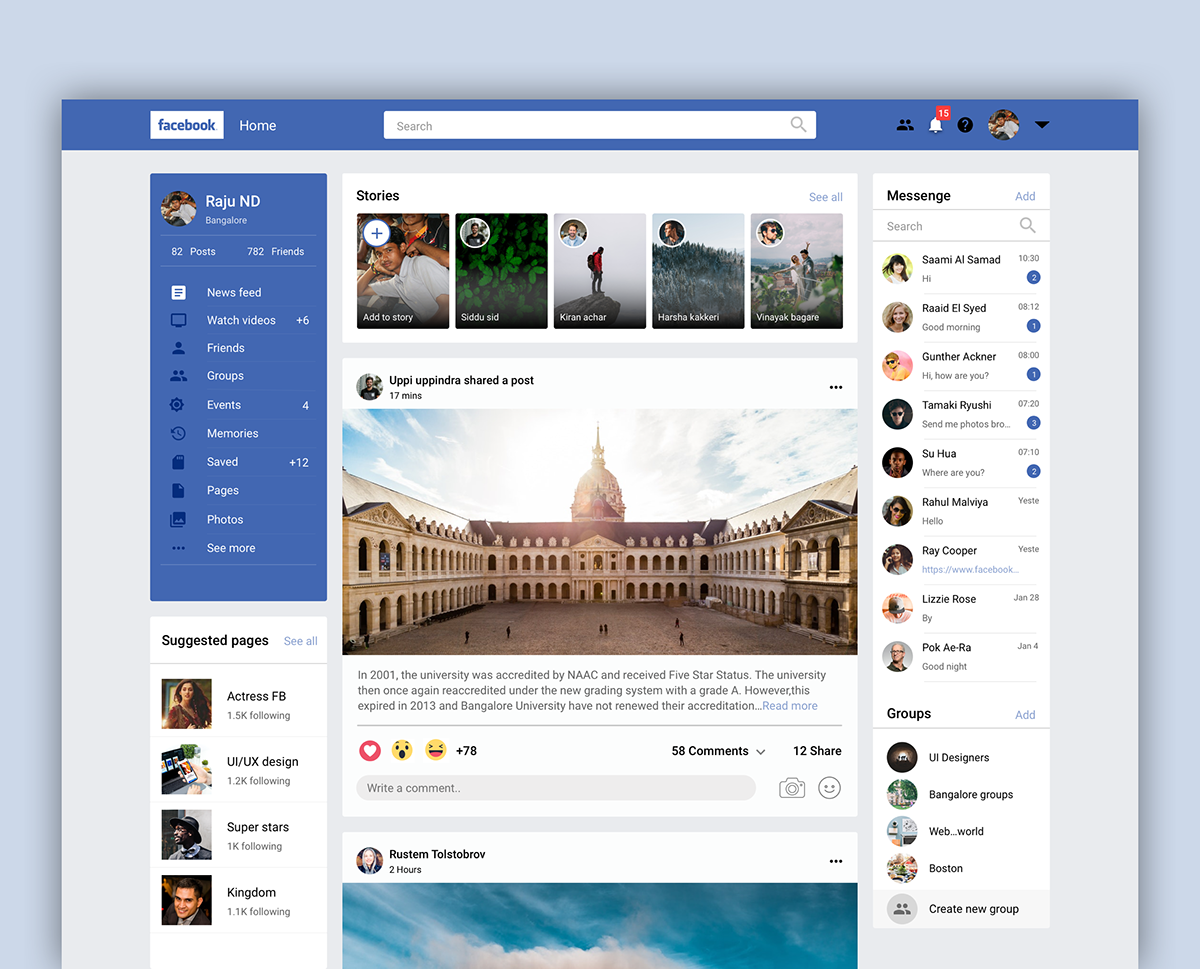 facebook.
Home
Search
15
Raju ND
Bangalore
82 Posts 782 Friends
News feed
Watch videos +6
Friends
Groups
Events 4
Memories
Saved +12
Pages
Photos
See more
Suggested pages See all
Actress FB
1.5K following
UI/UX design
1.2K following
Super stars
1K following
Kingdom
1.1K following
Stories See all
Add to story
Siddu sid
Kiran achar
Harsha kakkeri
Vinayak bagare
Uppi uppindra shared a post
17 mins
In 2001, the university was accredited by NAAC and received Five Star Status. The university
then once again reaccredited under the new grading system with a grade A. However,this
expired in 2013 and Bangalore University have not renewed their accreditation...Read more
+78 58 Comments 12 Share
Write a comment..
Rustem Tolstobrov
2 Hours
Messenge Add
Search
Saami Al Samad 10:30
Hi 2
Raaid El Syed 08:12
Good morning 1
Gunther Ackner 08:00
Hi, how are you? 1
Tamaki Ryushi 07:20
Send me photos bro... 3
Su Hua 07:10
Where are you? 2
Rahul Malviya Yeste
Hello
Ray Cooper Yeste
https://www.facebook...
Lizzie Rose Jan 28
By
Pok Ae-Ra Jan 4
Good night
Groups Add
UI Designers
Bangalore groups
Web...world
Boston
Create new group